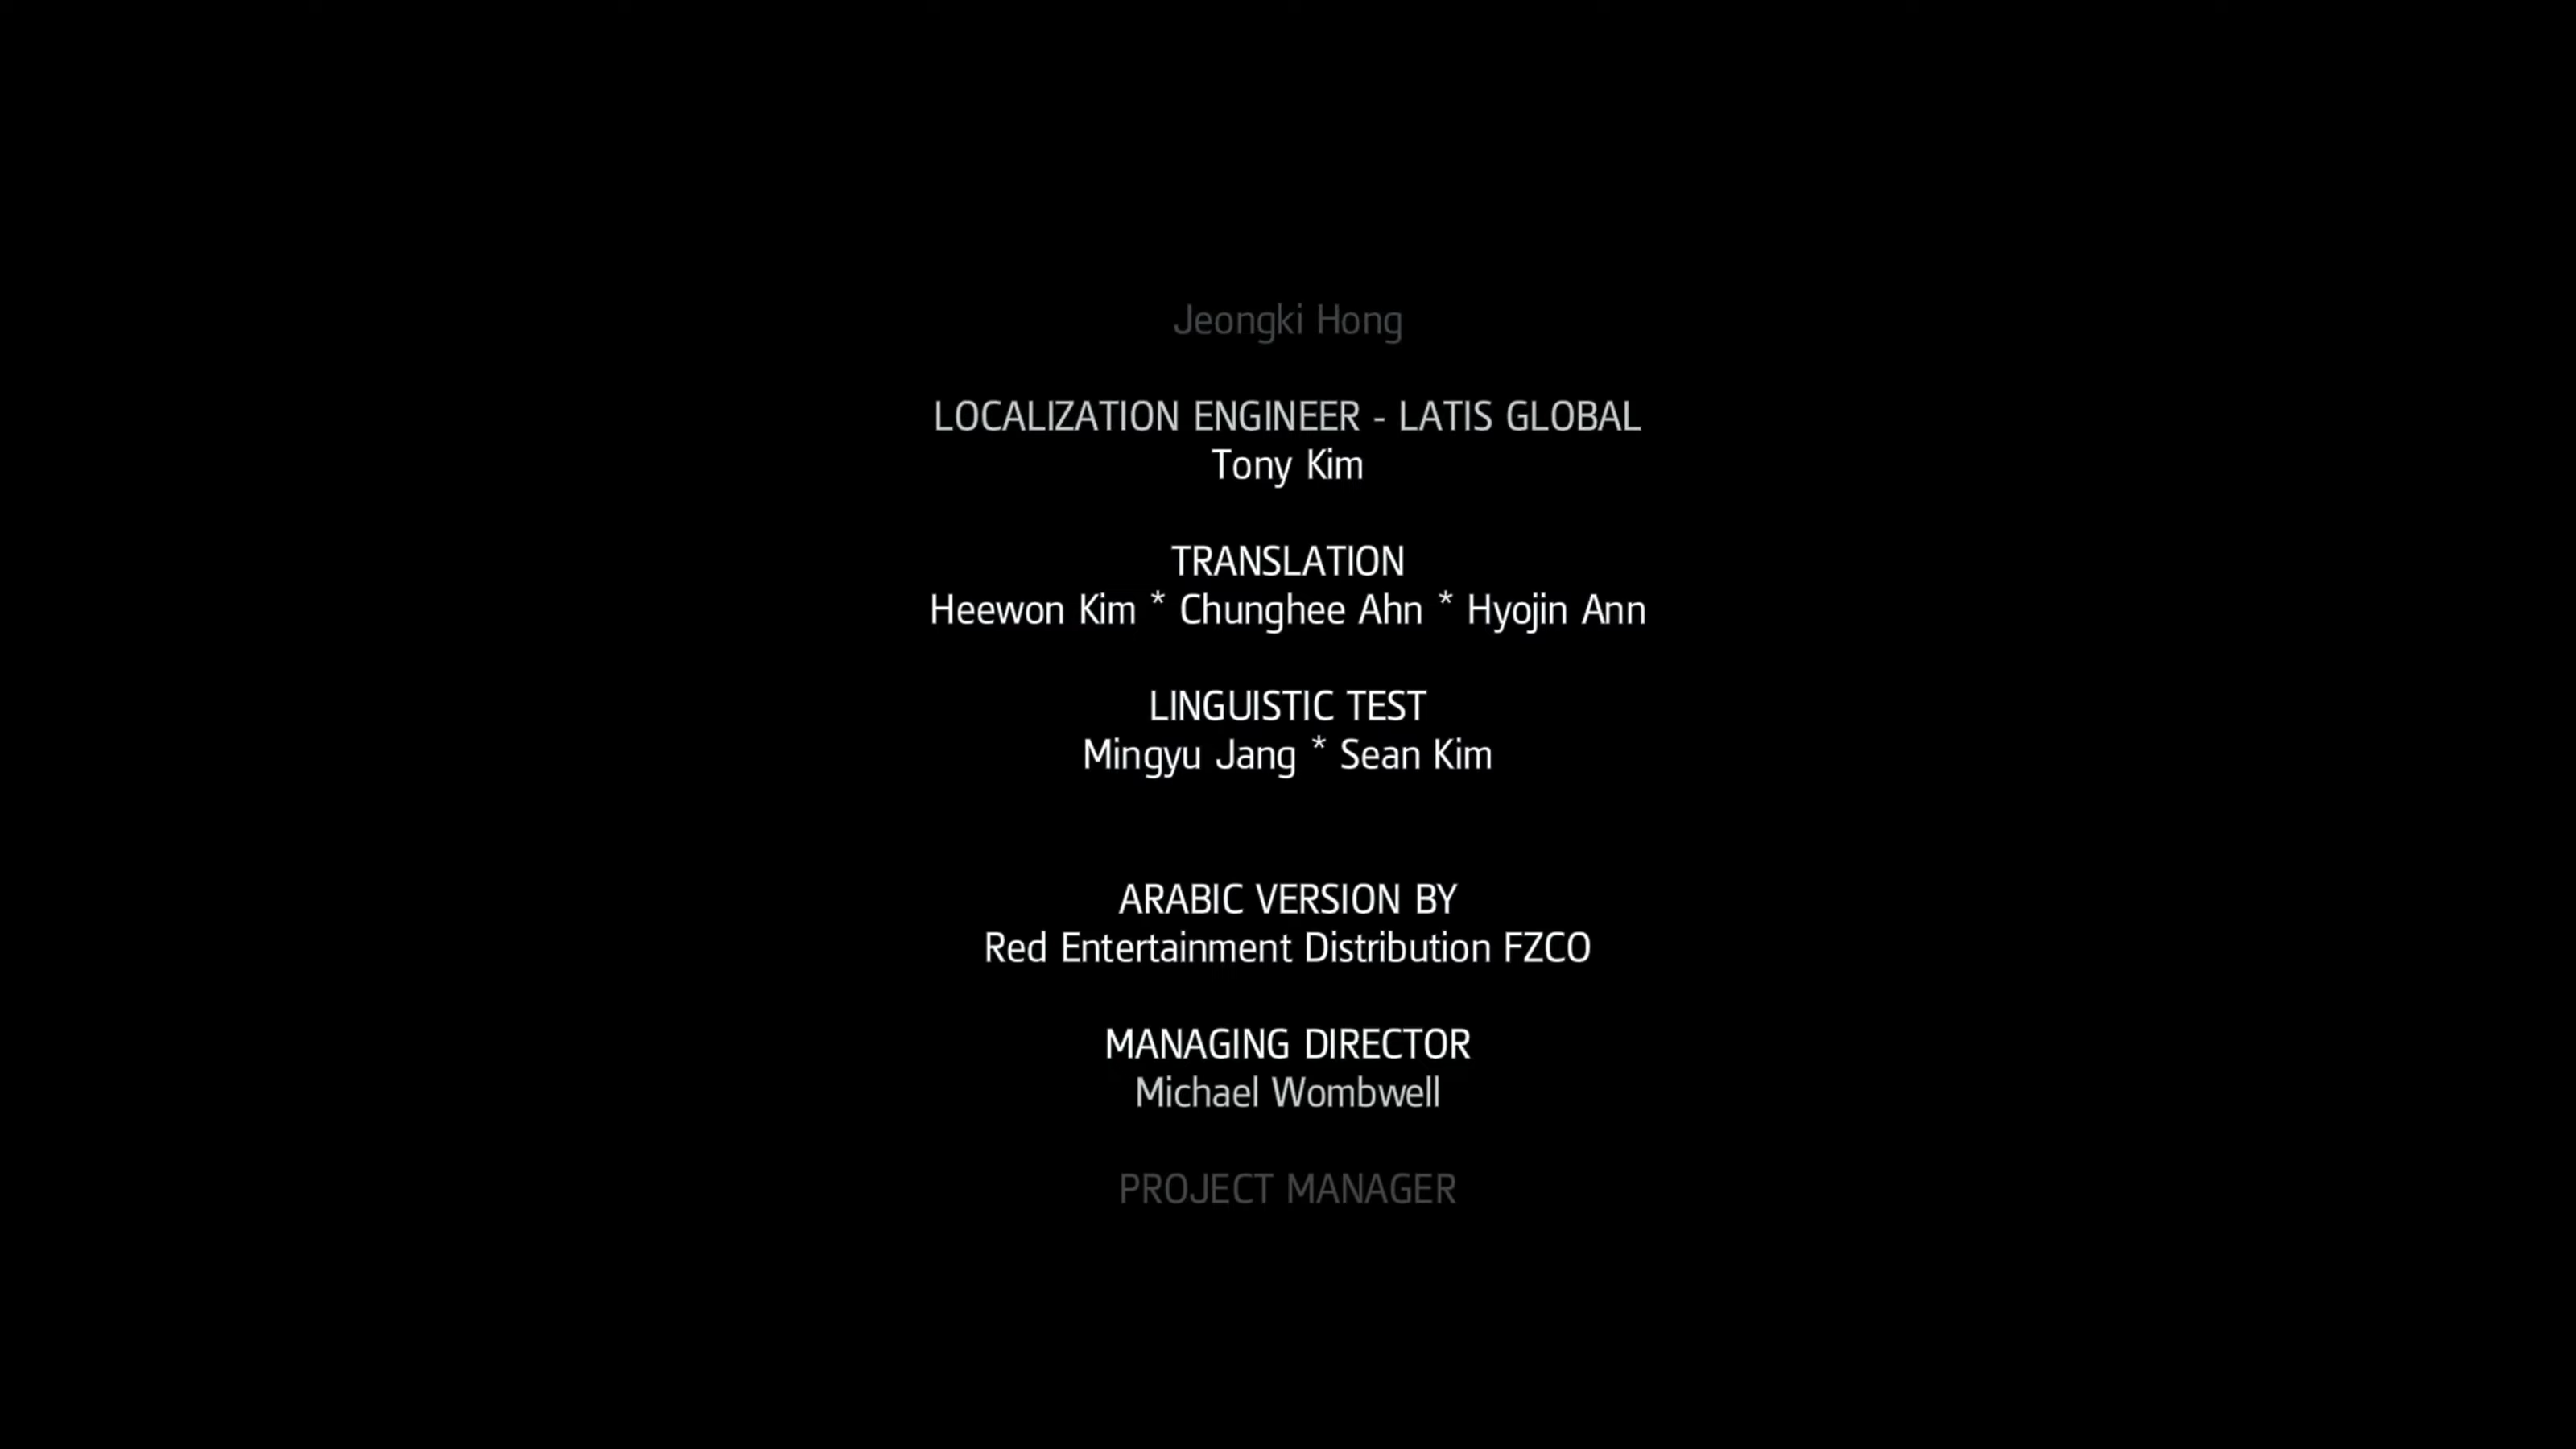 Jeongki Hong
LOCALIZATION ENGINEER - LATIS GLOBAL
Tony Kim
TRANSLATION
Heewon Kim * Chunghee Ahn * Hyojin Ann
LINGUISTIC TEST
Mingyu Jang * Sean Kim
ARABIC VERSION BY
Red Entertainment Distribution FZCO
MANAGING DIRECTOR
Michael Wombwell
PROJECT MANAGER